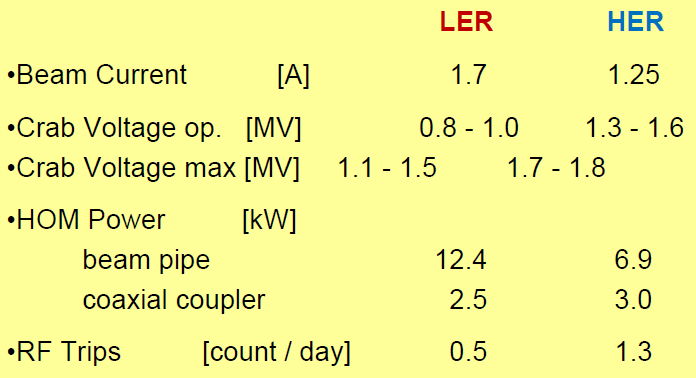 LER HER
•Beam Current [A] 1.7 1.25
•Crab Voltage op. [MV] 0.8 - 1.0 1.3 - 1.6
•Crab Voltage max [MV] 1.1 - 1.5 1.7 - 1.8
•HOM Power [kW]
beam pipe 12.4 6.9
coaxial coupler 2.5 3.0
•RF Trips [count / day] 0.5 1.3